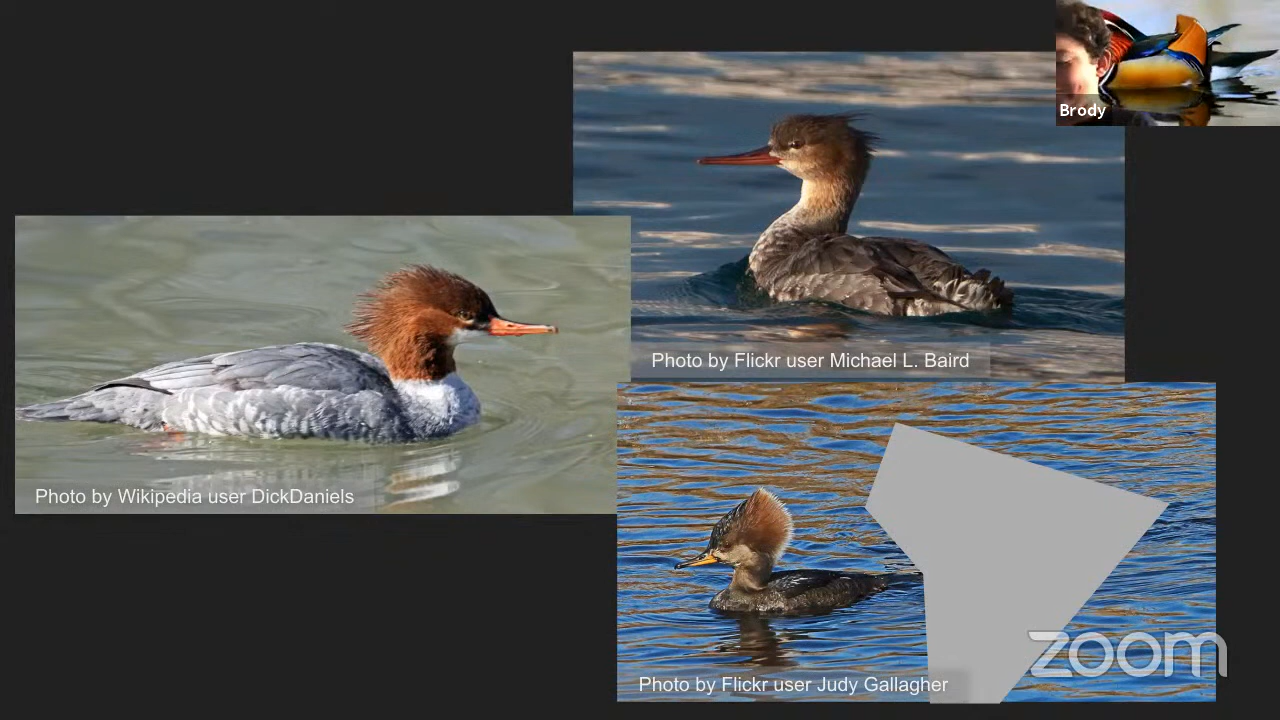 Brody
Photo by Flickr user Michael L. Baird
Photo by Wikipedia user DickDaniels
Photo by Flickr user Judy Gallagher
zoom